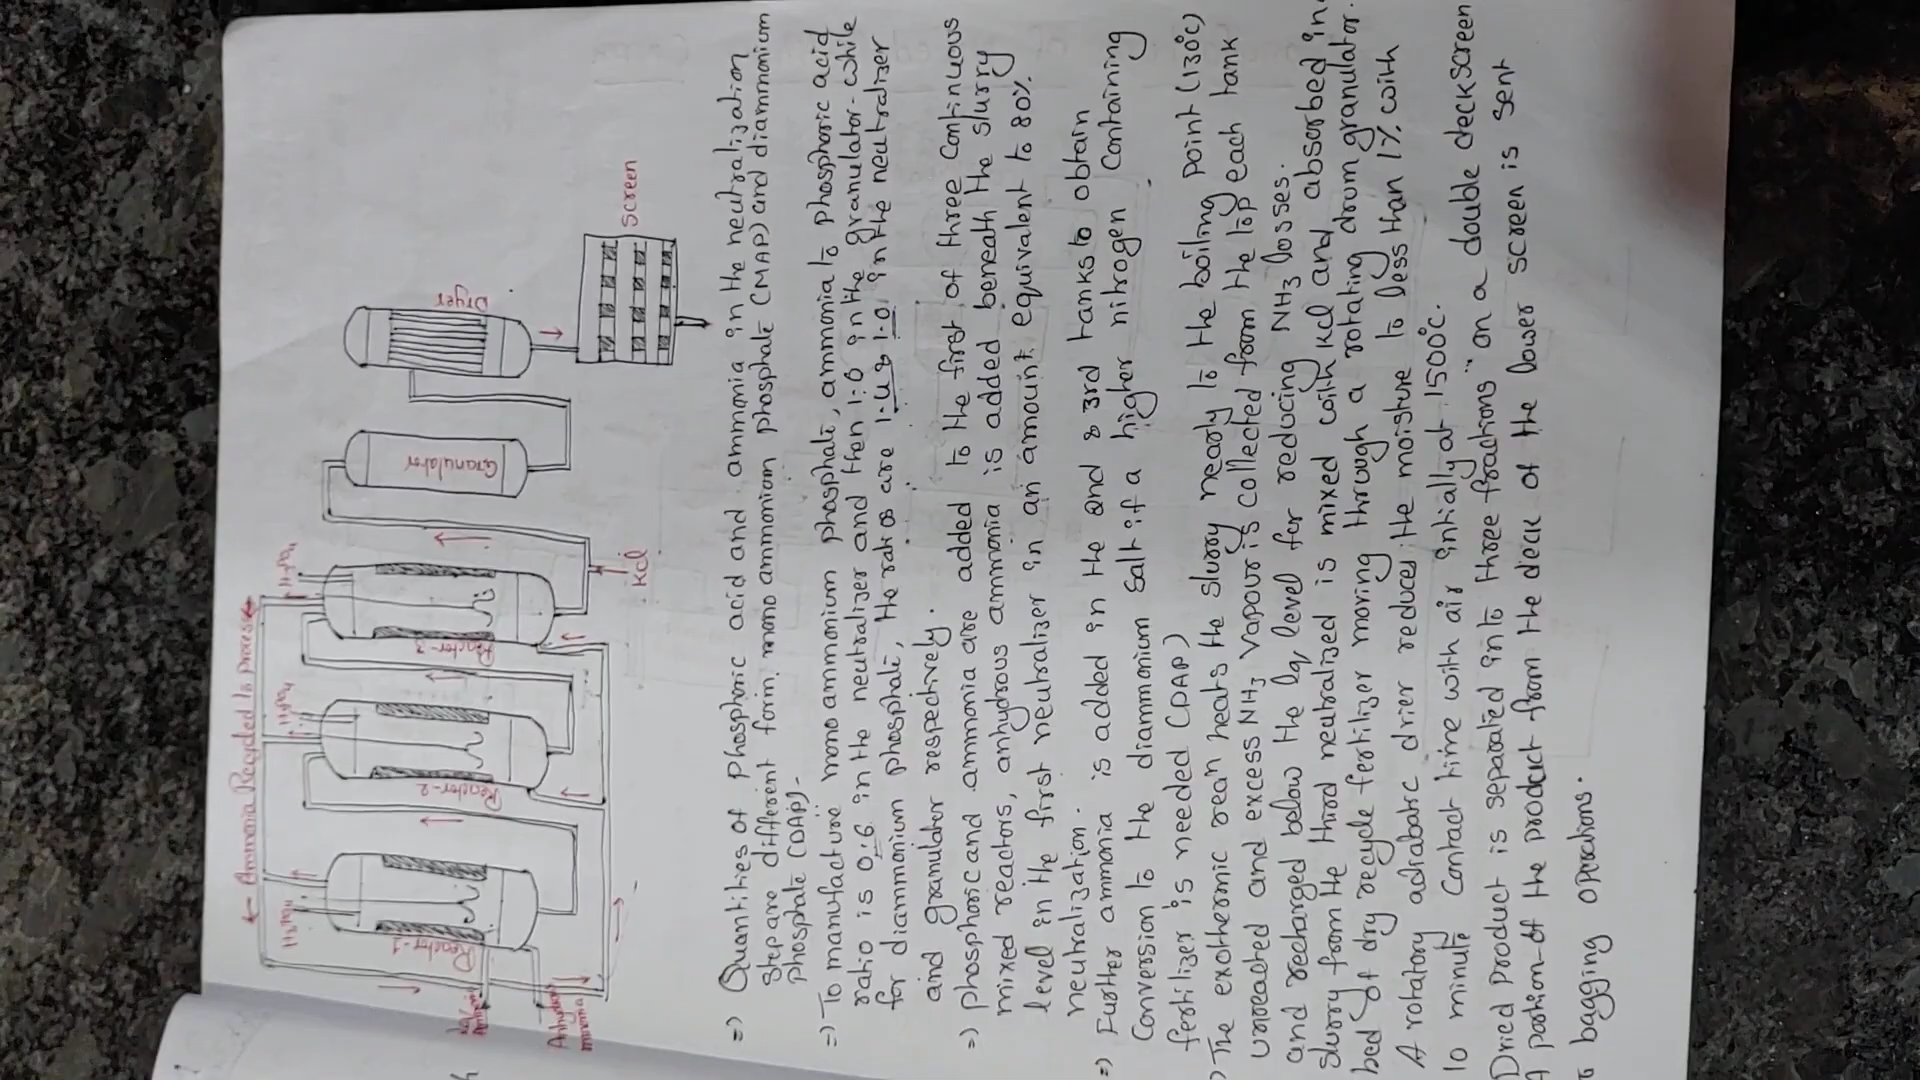 Ammonia Recycled to process
H3PO4
H3PO4
H3PO4
Reactor-1
Reactor-2
Reactor-3
Granulator
Dryer
Screen
Anhydrous
ammonia
KCl
=) Quantities of phosphoric acid and ammonia in the neutralization
step are different form, mono ammonium phosphate (MAP) and diammonium
phosphate (DAP).
=) To manufacture mono ammonium phosphate, ammonia to phosphoric acid
ratio is 0.6 in the neutralizer and then 1.0 in the granulator. while
for diammonium phosphate, the ratios are 1.4 & 1.0 in the neutralizer
and granulator respectively.
=) phosphoric and ammonia are added to the first of three continuous
mixed reactors, anhydrous ammonia is added beneath the slurry
level in the first neutralizer in an amount equivalent to 80%
neutralization.
=) Further ammonia is added in the 2nd & 3rd tanks to obtain
Conversion to the diammonium salt if a higher nitrogen Containing
fertilizer is needed (DAP)
) The exothermic rean heats the slurry nearly to the boiling point (130°C)
unreacted and excess NH3 Vapour is collected from the top each tank
and recharged below the lq, level for reducing NH3 losses.
slurry from the third neutralized is mixed with kcl and absorbed in
bed of dry recycle fertilizer moving through a rotating drum granulator.
A rotatory adiabatic drier reduces the moisture to less than 1% with
10 minute Contact time with air intially at 1500°C.
Dried product is separatied into three fractions on a double deck screen
A portion of the product from the deck of the lower screen is sent
to bagging oprations.